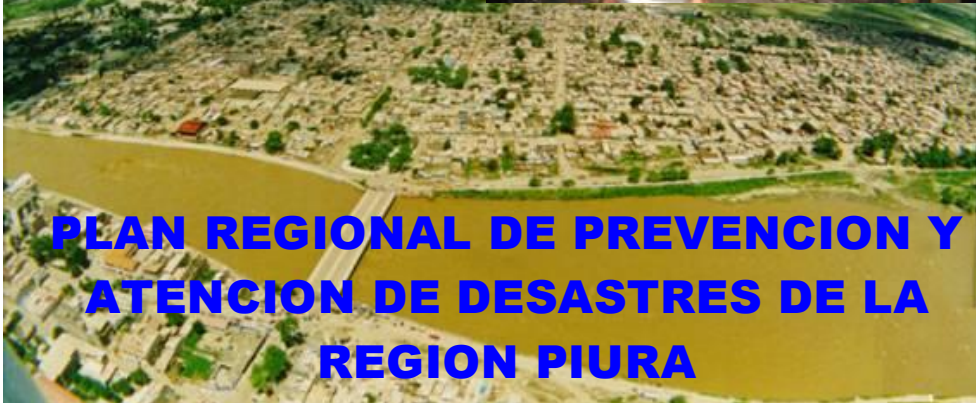 PLAN REGIONAL DE PREVENCION Y
ATENCION DE DESASTRES DE LA
REGION PIURA